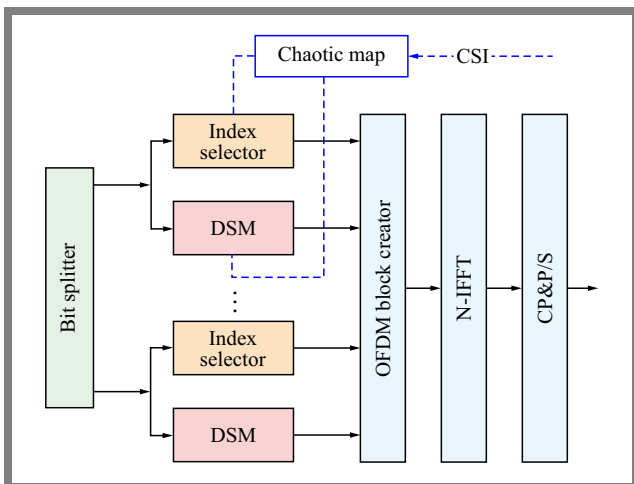 Chaotic map
CSI
Index
selector
DSM
Bit splitter
Index
selector
DSM
OFDM block creator
N-IFFT
CP&P/S